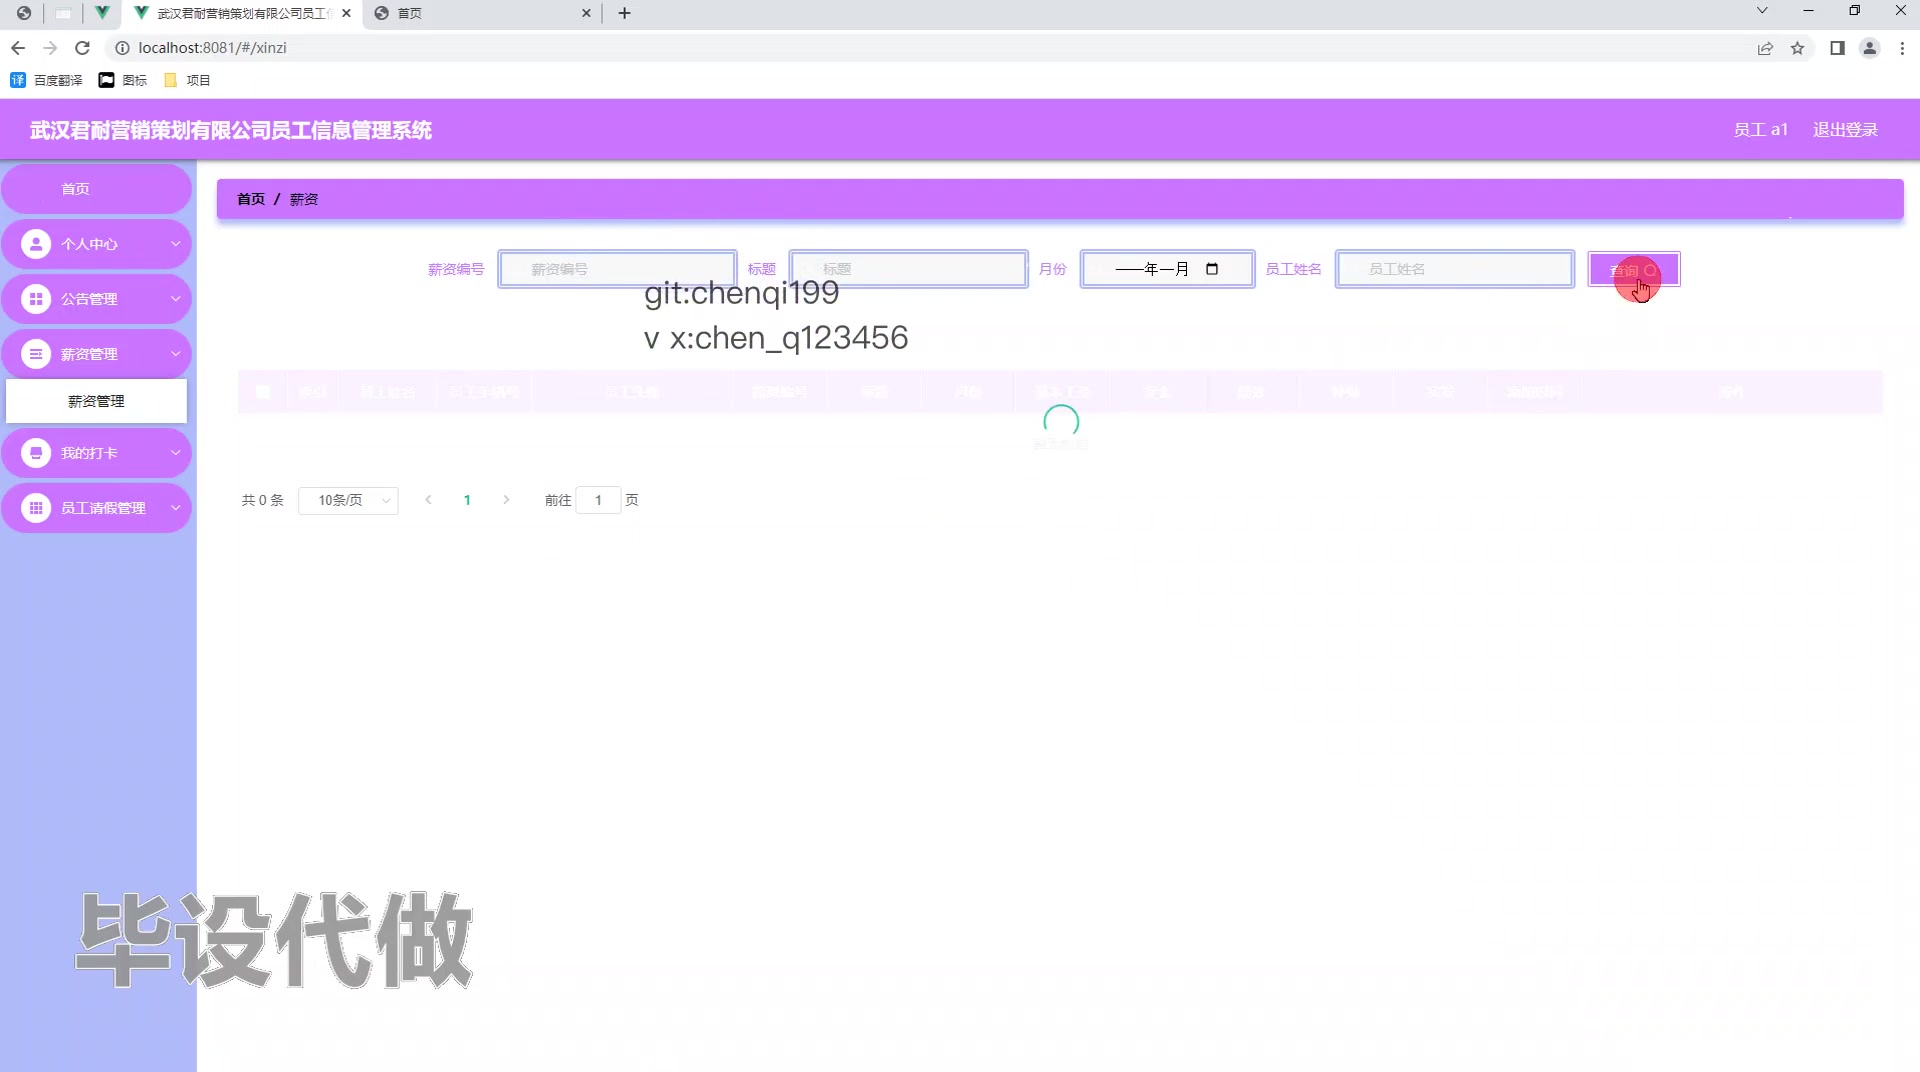 武汉君耐营销策划有限公司员工信
首页
localhost:8081/#/xinzi
百度翻译
图标
项目
武汉君耐营销策划有限公司员工信息管理系统
员工 a1
退出登录
首页
个人中心
公告管理
薪资管理
薪资管理
我的打卡
员工请假管理
首页 / 薪资
薪资编号 薪资编号 标题 标题 月份 ——年—月 员工姓名 员工姓名 查询
git:chenqi199
v x:chen_q123456
共 0 条 10条/页 1 前往 1 页
毕设代做